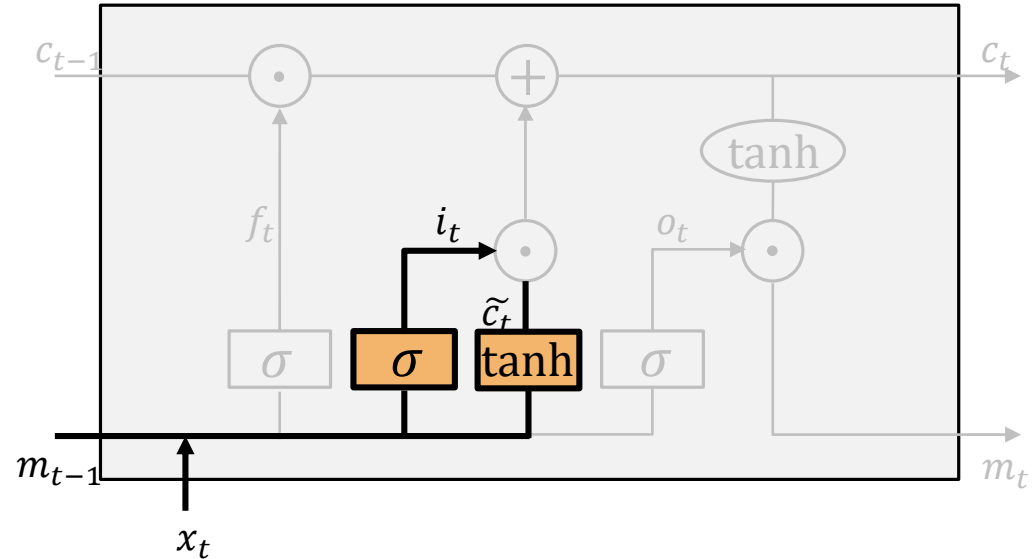 c_{t-1} c_t
tanh
f_t i_t o_t
c̃_t
σ σ tanh σ
m_{t-1} m_t
x_t